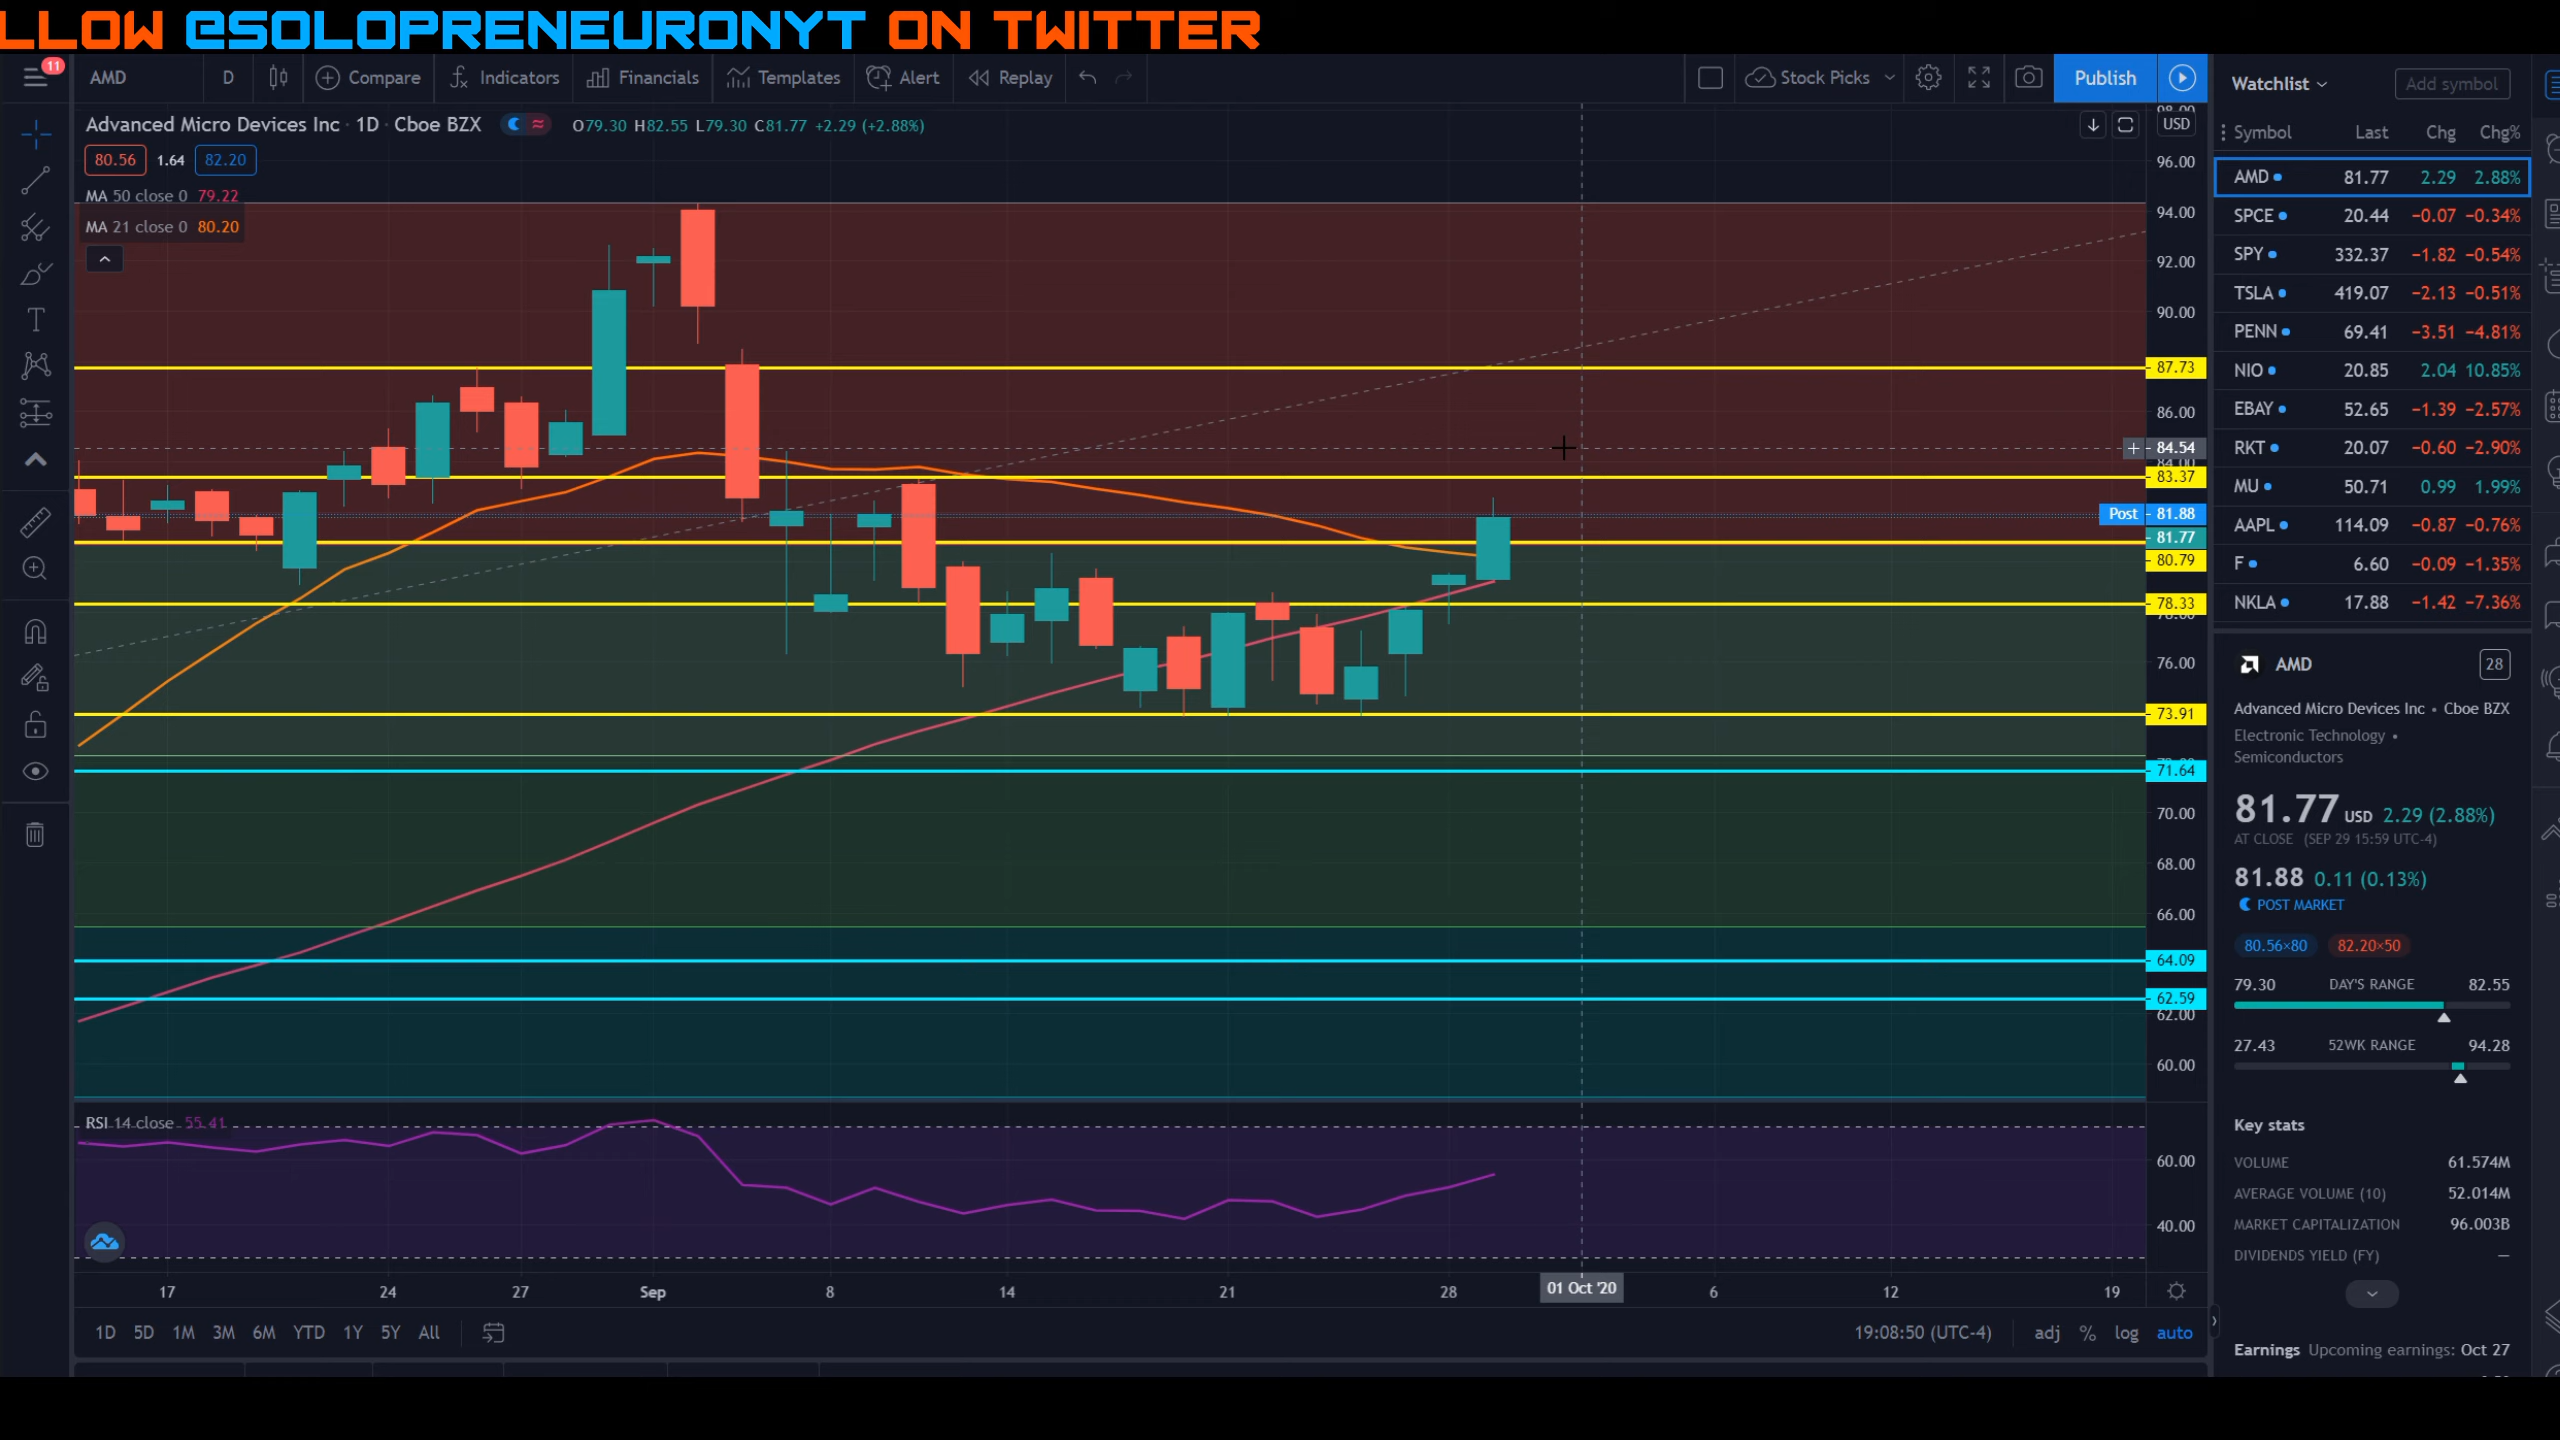 LLOW @SOLOPRENEURONYT ON TWITTER
11
AMD D Compare Indicators Financials Templates Alert Replay Stock Picks Publish
Advanced Micro Devices Inc · 1D · Cboe BZX O79.30 H82.55 L79.30 C81.77 +2.29 (+2.88%)
80.56 1.64 82.20
MA 50 close 0 79.22
MA 21 close 0 80.20
USD
98.00
96.00
94.00
92.00
90.00
87.73
86.00
84.54
84.00
83.37
Post 81.88
81.77
80.79
78.33
78.00
76.00
73.91
71.64
70.00
68.00
66.00
64.09
62.59
62.00
60.00
RSI 14 close 55.41
60.00
40.00
17 24 27 Sep 8 14 21 28 01 Oct '20 6 12 19
1D 5D 1M 3M 6M YTD 1Y 5Y All
19:08:50 (UTC-4) adj % log auto
Watchlist Add symbol
Symbol Last Chg Chg%
AMD 81.77 2.29 2.88%
SPCE 20.44 −0.07 −0.34%
SPY 332.37 −1.82 −0.54%
TSLA 419.07 −2.13 −0.51%
PENN 69.41 −3.51 −4.81%
NIO 20.85 2.04 10.85%
EBAY 52.65 −1.39 −2.57%
RKT 20.07 −0.60 −2.90%
MU 50.71 0.99 1.99%
AAPL 114.09 −0.87 −0.76%
F 6.60 −0.09 −1.35%
NKLA 17.88 −1.42 −7.36%
AMD 28
Advanced Micro Devices Inc • Cboe BZX
Electronic Technology •
Semiconductors
81.77 USD 2.29 (2.88%)
AT CLOSE (SEP 29 15:59 UTC-4)
81.88 0.11 (0.13%)
POST MARKET
80.56×80 82.20×50
79.30 DAY'S RANGE 82.55
27.43 52WK RANGE 94.28
Key stats
VOLUME 61.574M
AVERAGE VOLUME (10) 52.014M
MARKET CAPITALIZATION 96.003B
DIVIDENDS YIELD (FY) —
Earnings Upcoming earnings: Oct 27